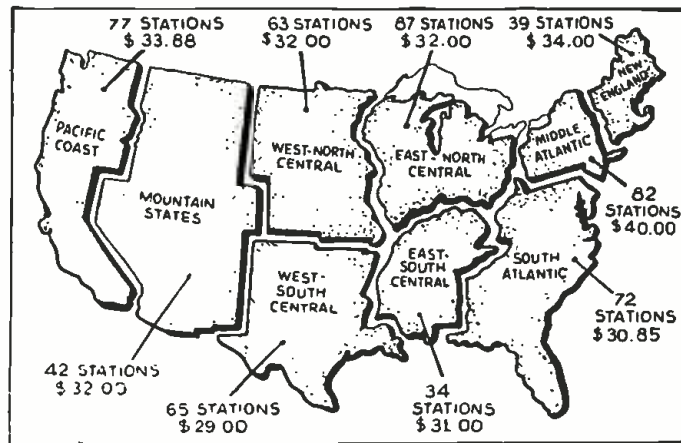 77 STATIONS
$33.88
63 STATIONS
$32.00
87 STATIONS
$32.00
39 STATIONS
$34.00
NEW
ENGLAND
PACIFIC
COAST
WEST-NORTH
CENTRAL
EAST-NORTH
CENTRAL
MIDDLE
ATLANTIC
MOUNTAIN
STATES
82
STATIONS
$40.00
WEST-
SOUTH
CENTRAL
EAST-
SOUTH
CENTRAL
SOUTH
ATLANTIC
72
STATIONS
$30.85
42 STATIONS
$32.00
65 STATIONS
$29.00
34
STATIONS
$31.00